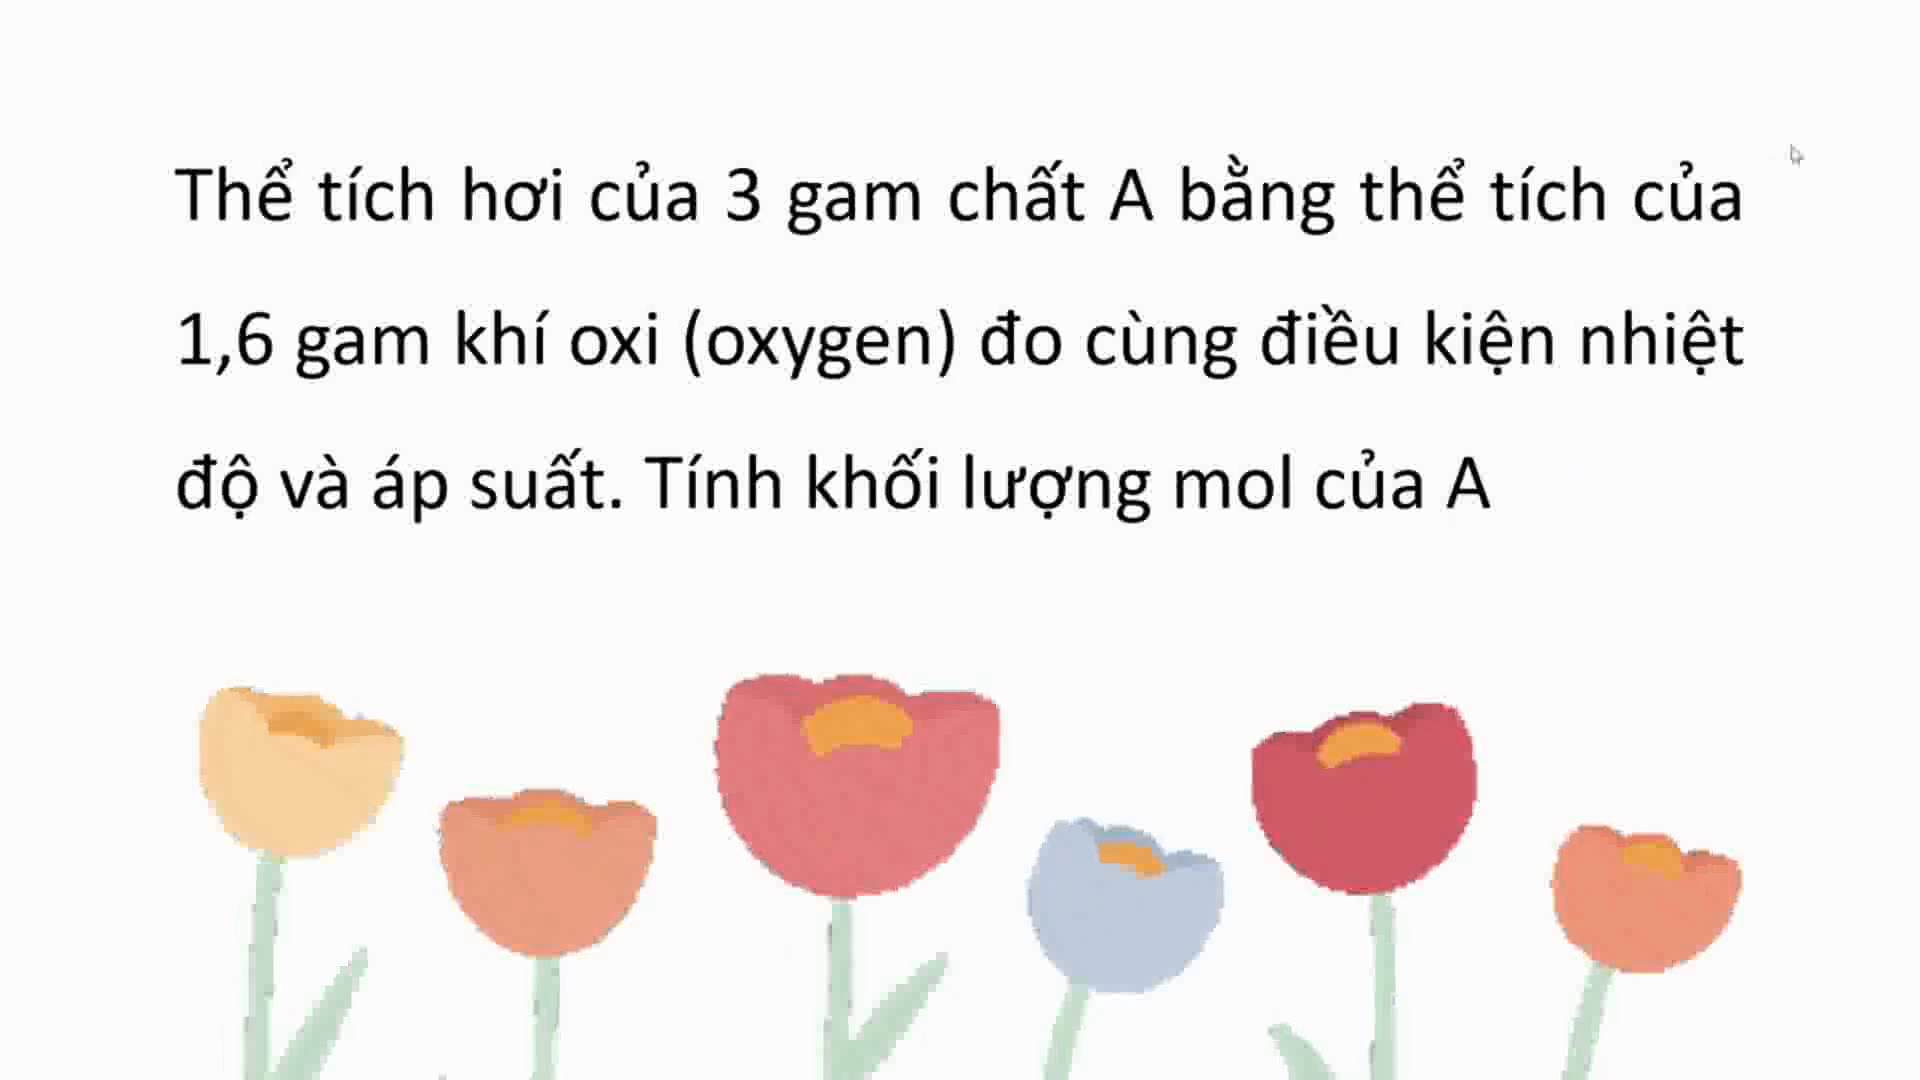 Thể tích hơi của 3 gam chất A bằng thể tích của
1,6 gam khí oxi (oxygen) đo cùng điều kiện nhiệt
độ và áp suất. Tính khối lượng mol của A